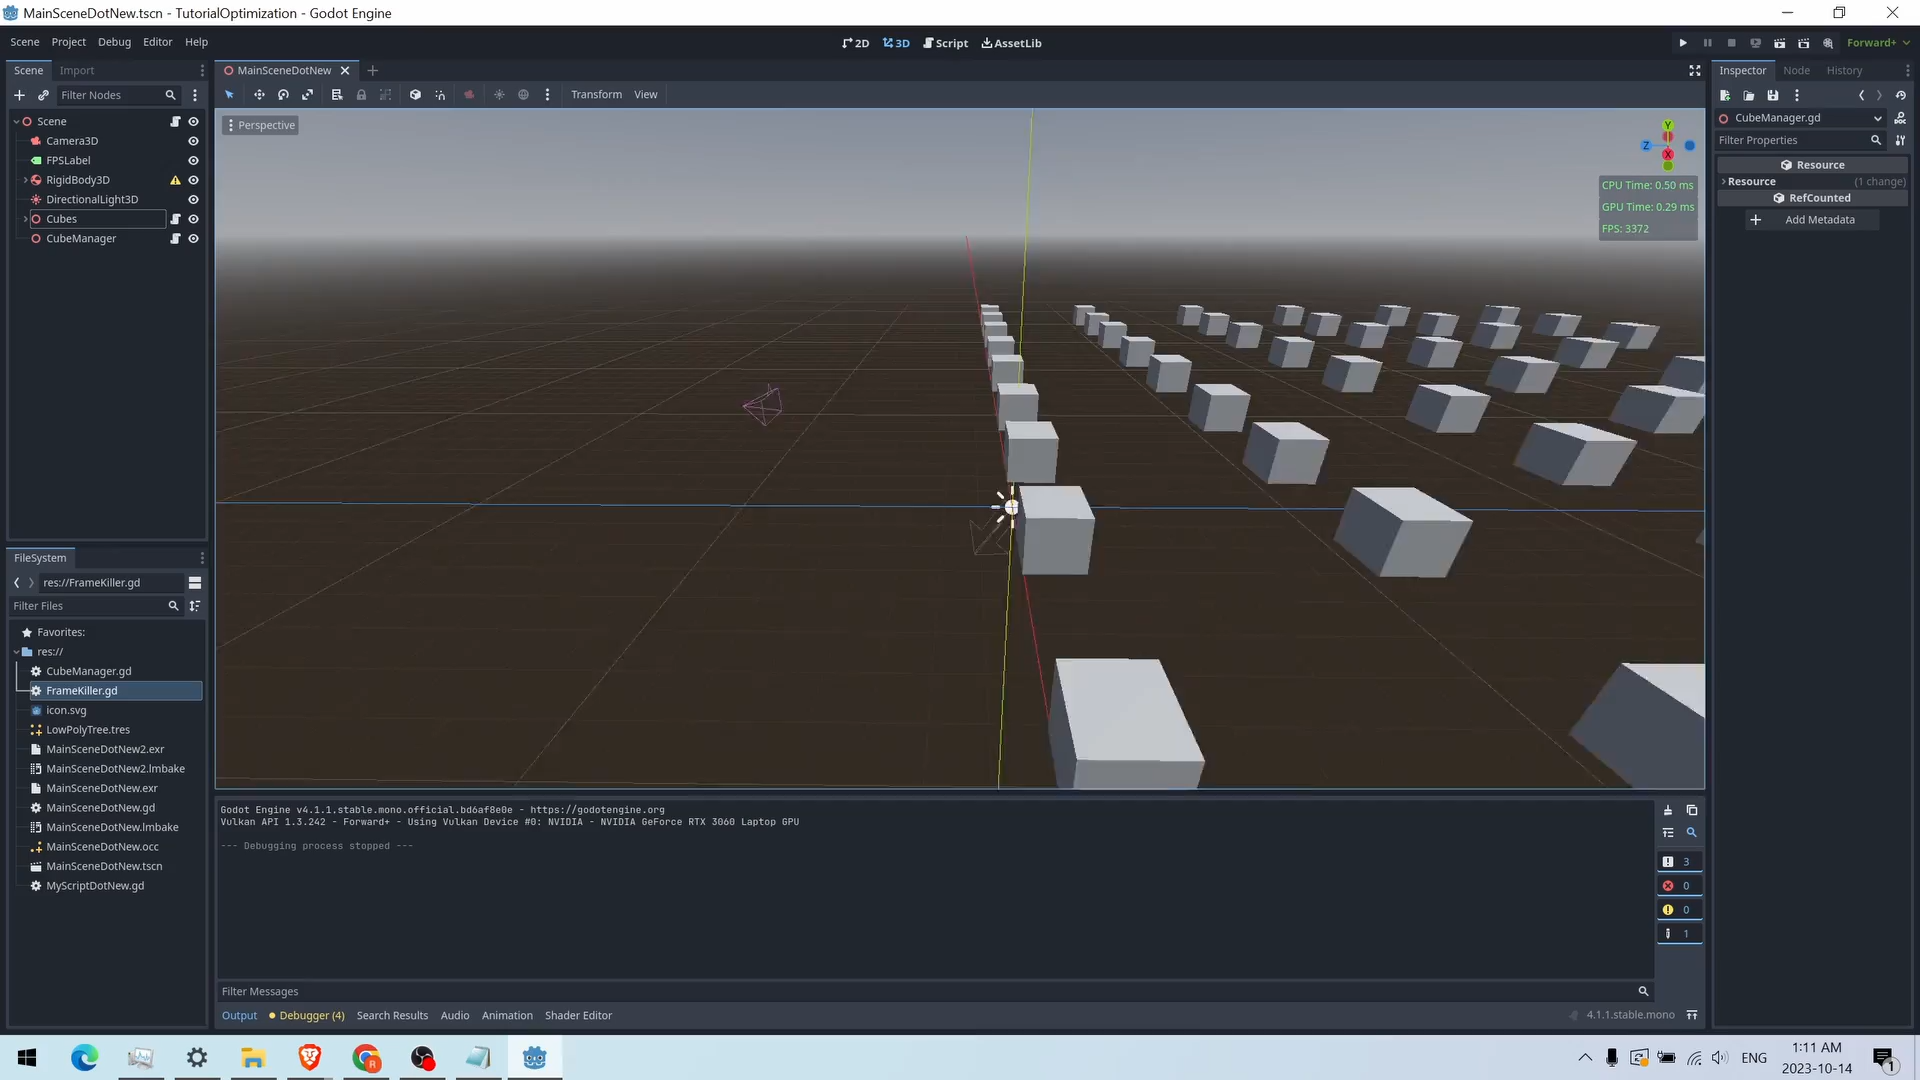 MainSceneDotNew.tscn - TutorialOptimization - Godot Engine
Scene Project Debug Editor Help
2D 3D Script AssetLib
Forward+
Scene Import
MainSceneDotNew
Inspector Node History
Filter Nodes
Transform View
CubeManager.gd
Filter Properties
Resource
Resource (1 change)
RefCounted
Add Metadata
Scene
Camera3D
FPSLabel
RigidBody3D
DirectionalLight3D
Cubes
CubeManager
Perspective
Y
Z
X
CPU Time: 0.50 ms
GPU Time: 0.29 ms
FPS: 3372
FileSystem
res://FrameKiller.gd
Filter Files
Favorites:
res://
CubeManager.gd
FrameKiller.gd
icon.svg
LowPolyTree.tres
MainSceneDotNew2.exr
MainSceneDotNew2.lmbake
MainSceneDotNew.exr
MainSceneDotNew.gd
MainSceneDotNew.lmbake
MainSceneDotNew.occ
MainSceneDotNew.tscn
MyScriptDotNew.gd
Godot Engine v4.1.1.stable.mono.official.bd6af8e0e - https://godotengine.org
Vulkan API 1.3.242 - Forward+ - Using Vulkan Device #0: NVIDIA - NVIDIA GeForce RTX 3060 Laptop GPU
--- Debugging process stopped ---
3
0
0
1
Filter Messages
Output Debugger (4) Search Results Audio Animation Shader Editor
4.1.1.stable.mono
ENG
1:11 AM
2023-10-14
1